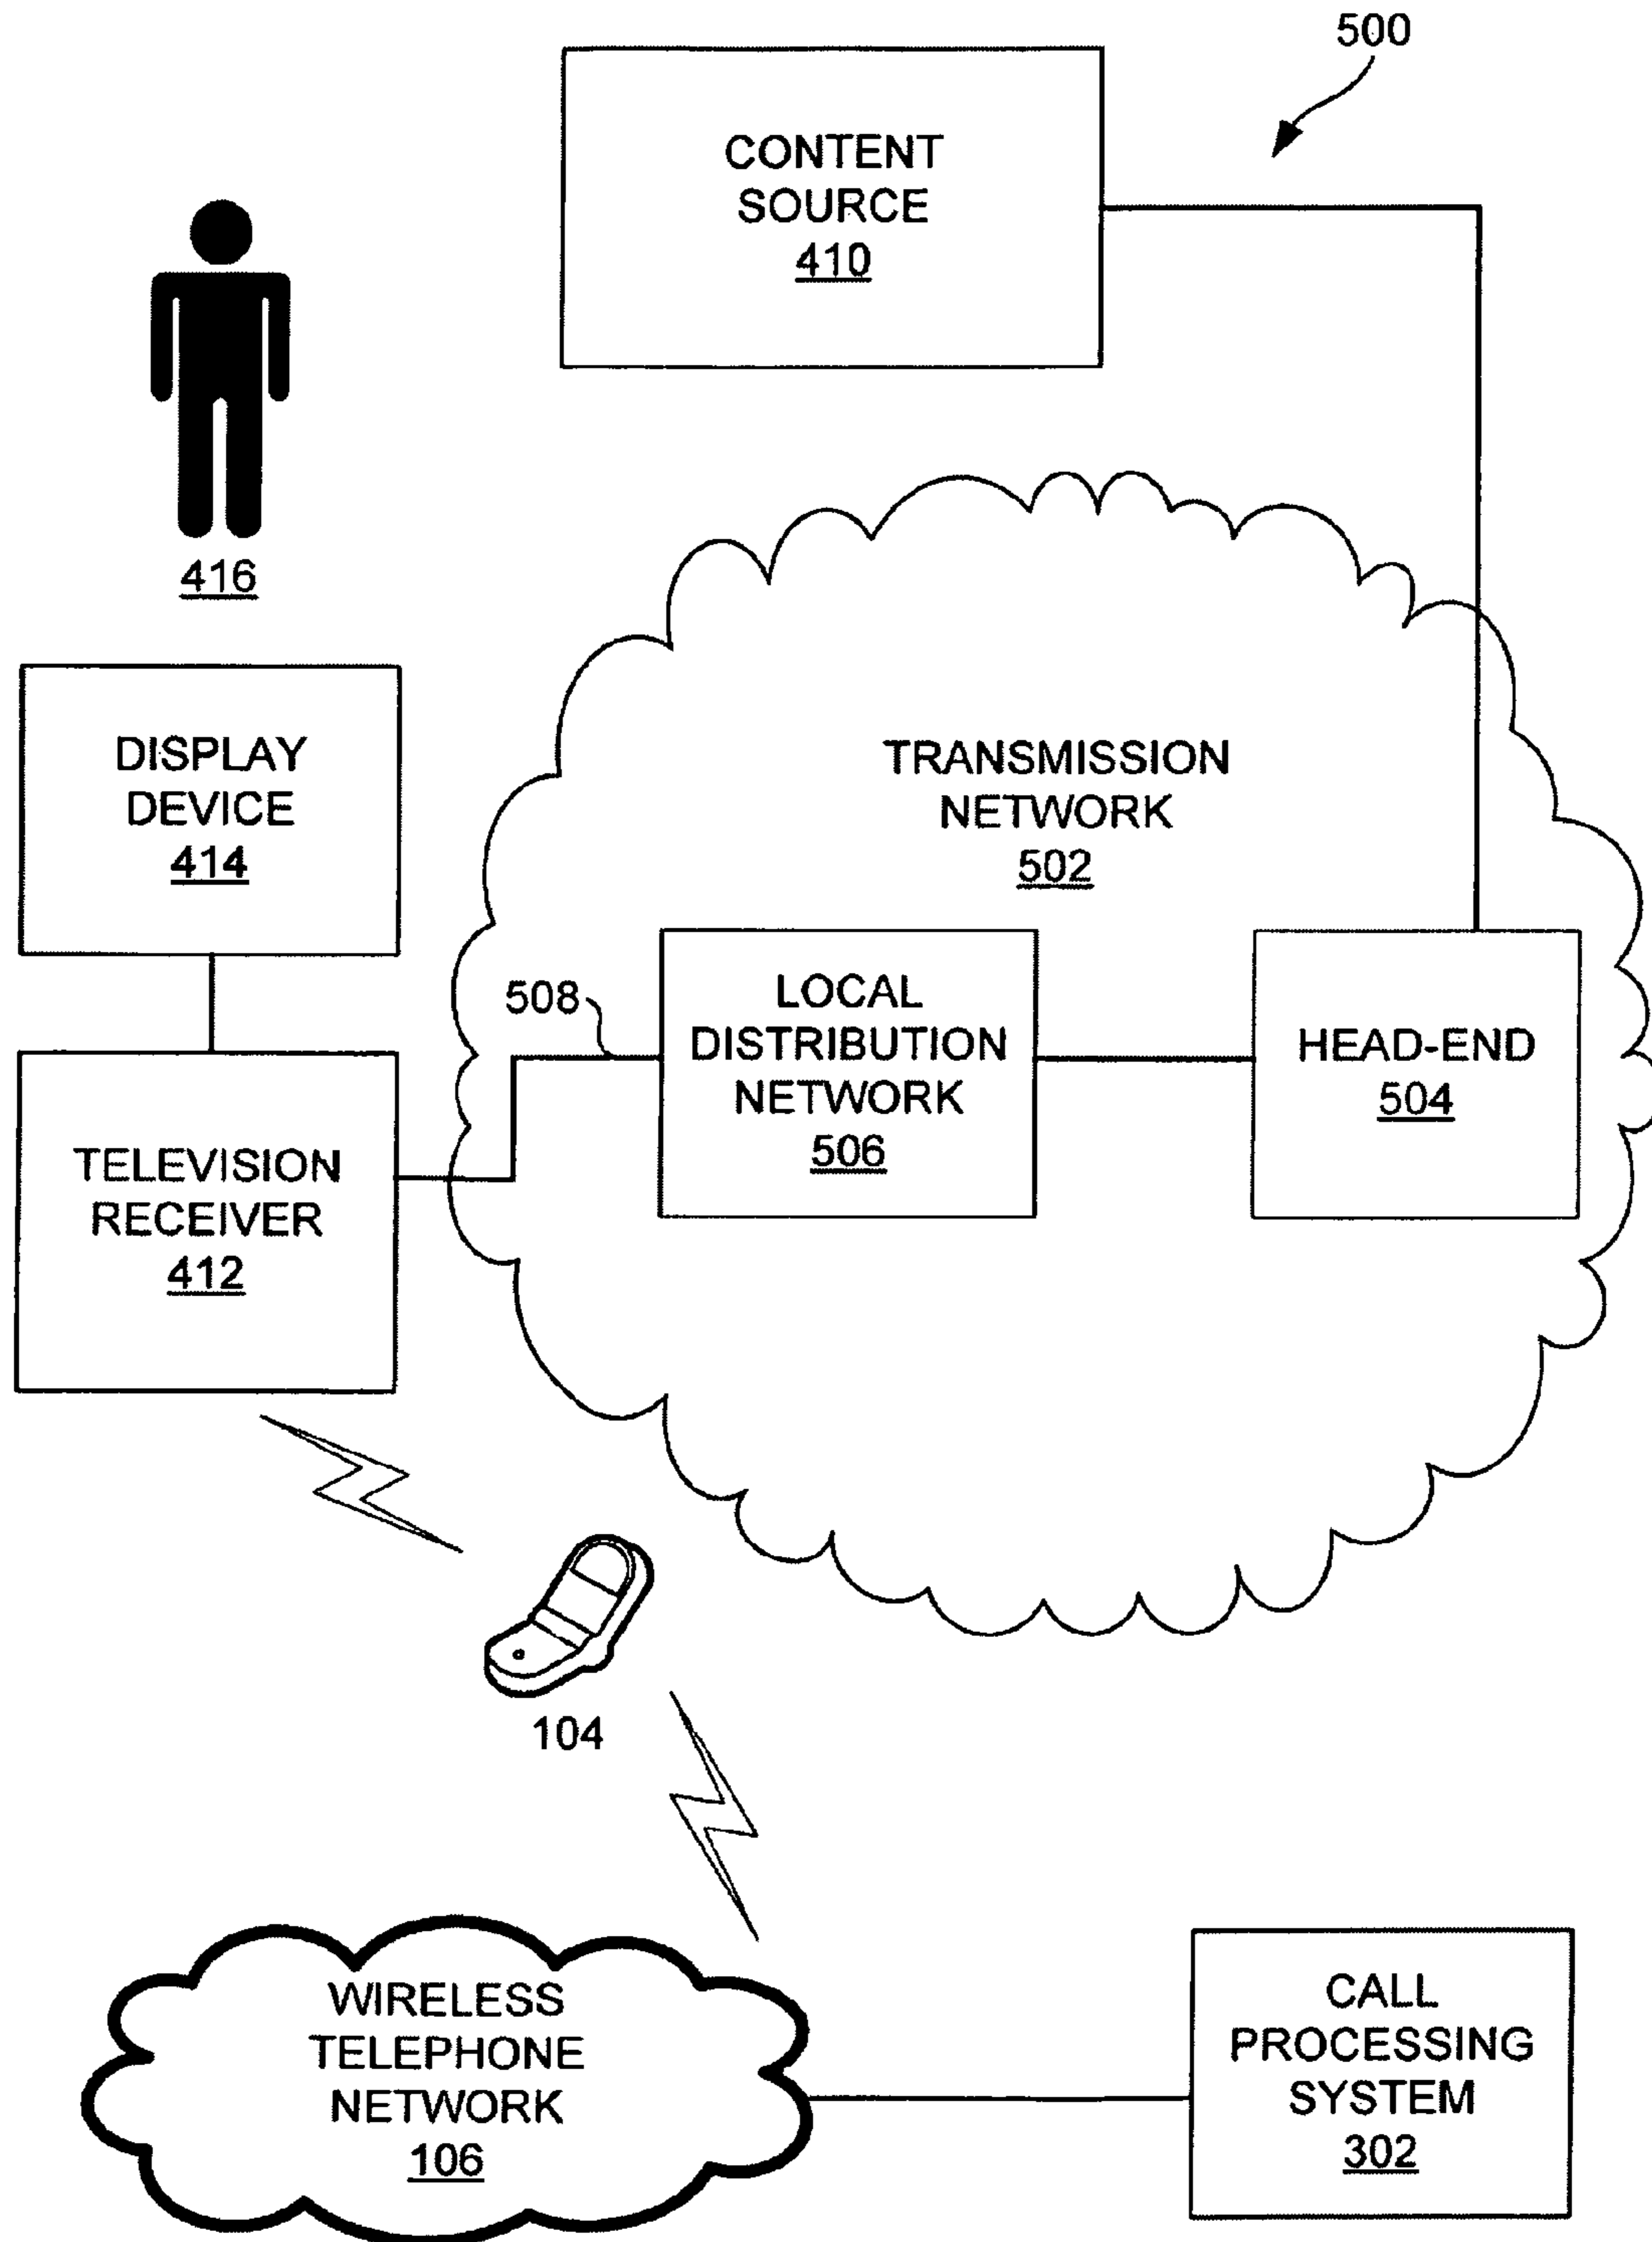 500
CONTENT
SOURCE
410
416
DISPLAY
DEVICE
414
TRANSMISSION
NETWORK
502
508
LOCAL
DISTRIBUTION
NETWORK
506
HEAD-END
504
TELEVISION
RECEIVER
412
104
WIRELESS
TELEPHONE
NETWORK
106
CALL
PROCESSING
SYSTEM
302